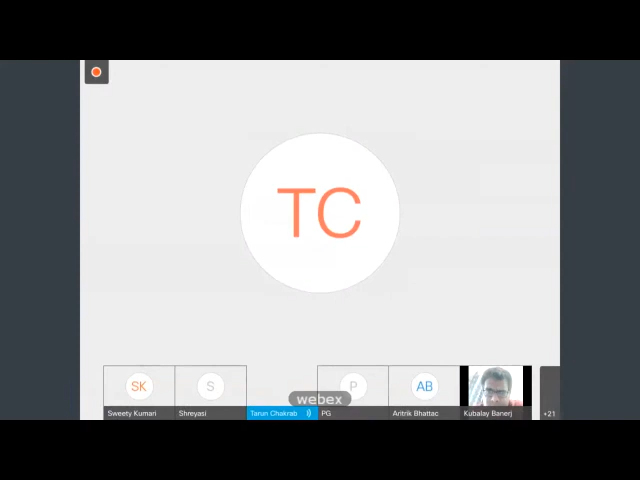 TC
SK
S
P
AB
webex
Sweety Kumari
Shreyasi
Tarun Chakrab
PG
Aritrik Bhattac
Kubalay Banerj
+21